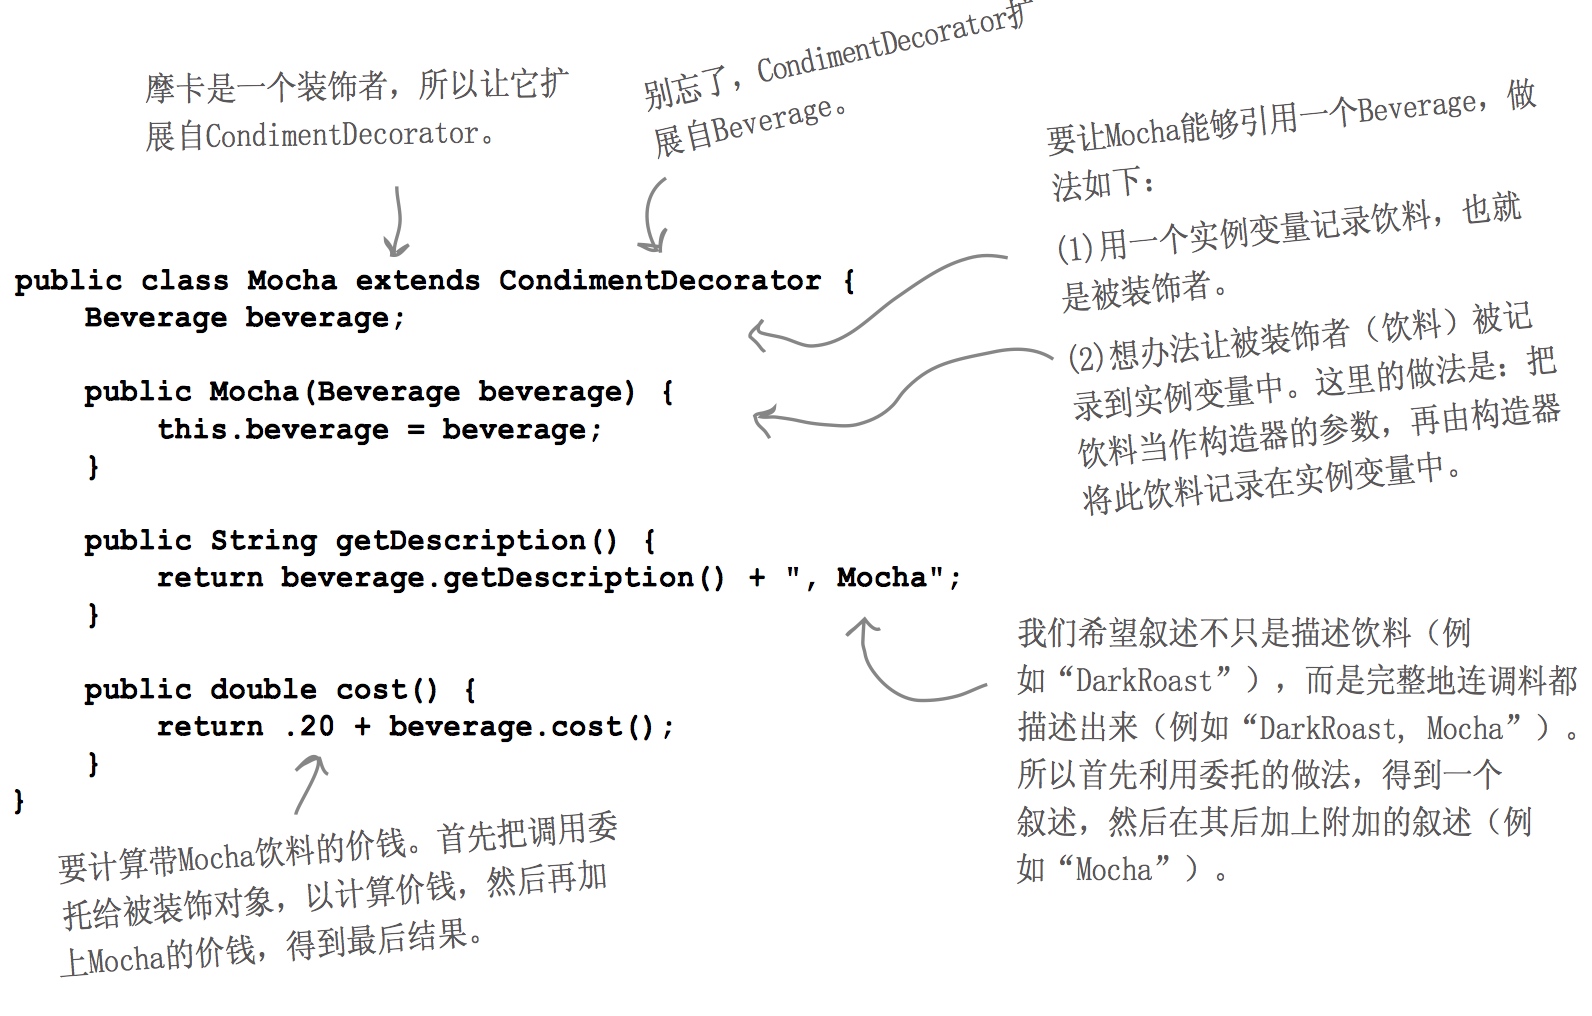 摩卡是一个装饰者，所以让它扩
展自CondimentDecorator。
别忘了，CondimentDecorator扩
展自Beverage。
要让Mocha能够引用一个Beverage，做
法如下：
(1)用一个实例变量记录饮料，也就
是被装饰者。
(2)想办法让被装饰者（饮料）被记
录到实例变量中。这里的做法是：把
饮料当作构造器的参数，再由构造器
将此饮料记录在实例变量中。
public class Mocha extends CondimentDecorator {
    Beverage beverage;
    public Mocha(Beverage beverage) {
        this.beverage = beverage;
    }
    public String getDescription() {
        return beverage.getDescription() + ", Mocha";
    }
    public double cost() {
        return .20 + beverage.cost();
    }
}
我们希望叙述不只是描述饮料（例
如“DarkRoast”），而是完整地连调料都
描述出来（例如“DarkRoast, Mocha”）。
所以首先利用委托的做法，得到一个
叙述，然后在其后加上附加的叙述（例
如“Mocha”）。
要计算带Mocha饮料的价钱。首先把调用委
托给被装饰对象，以计算价钱，然后再加
上Mocha的价钱，得到最后结果。